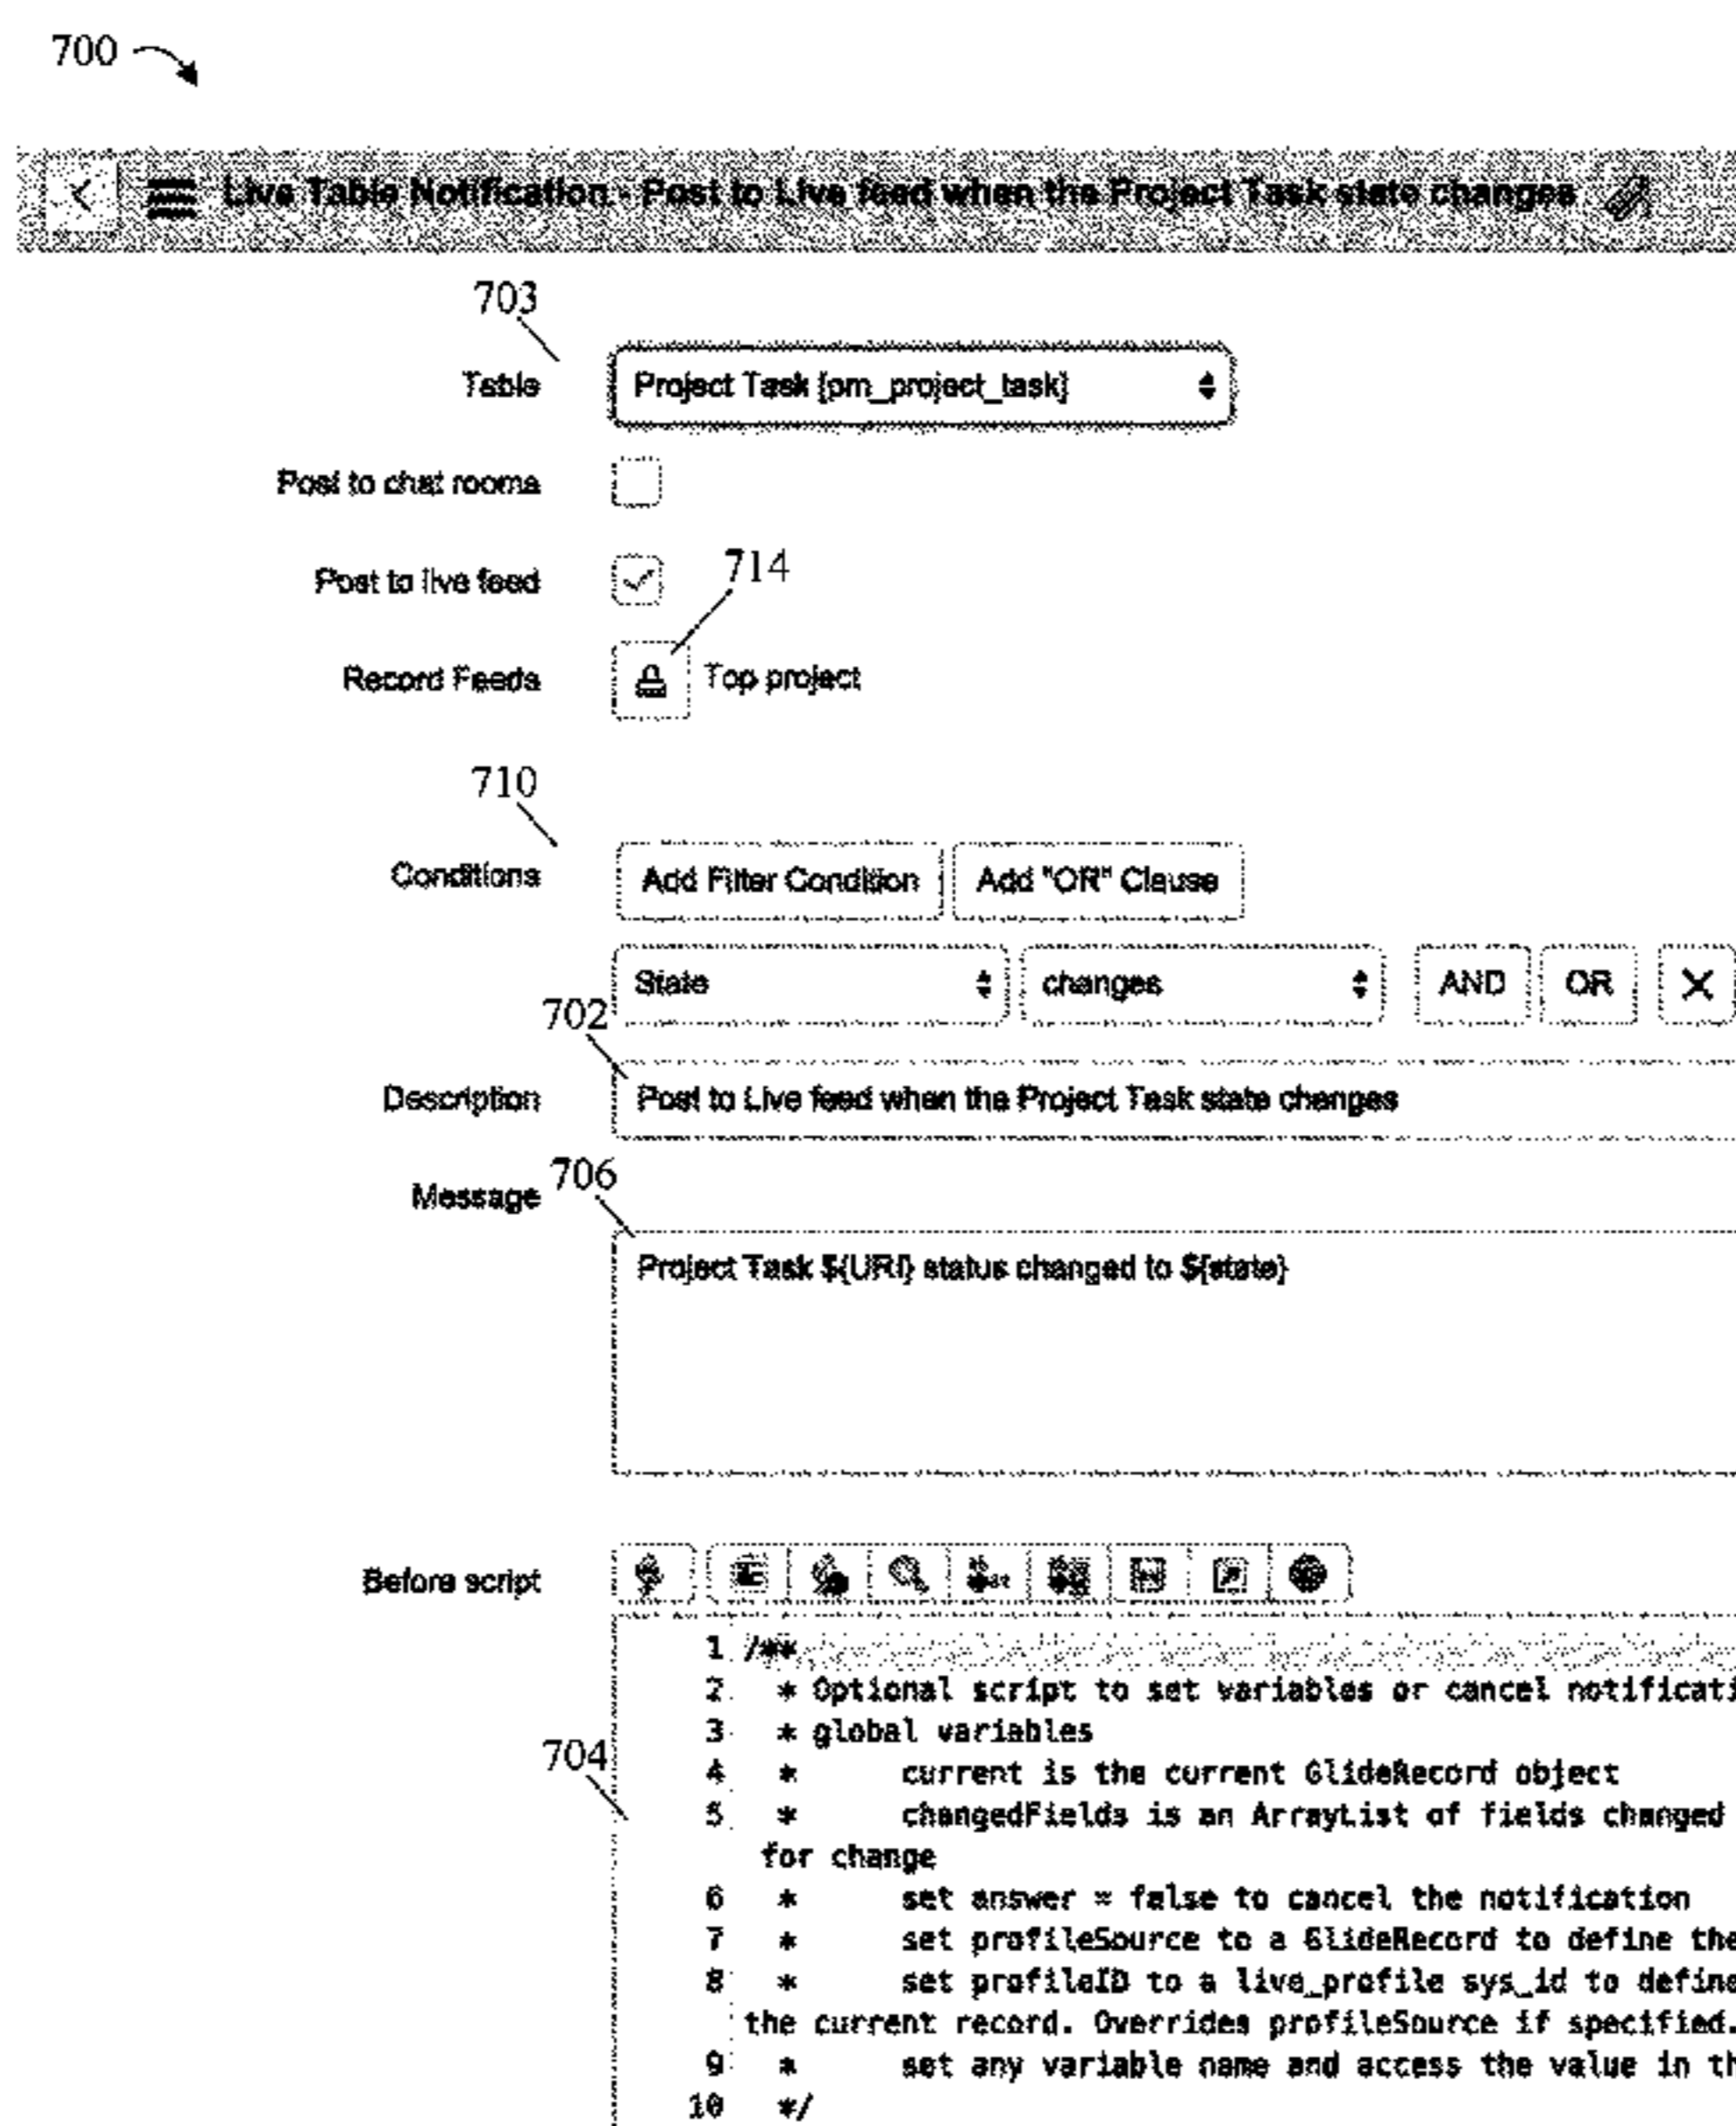 700
Live Table Notification - Post to Live feed when the Project Task state changes
703
Table Project Task [pm_project_task]
Post to chat rooms
Post to live feed
714
Record Feeds Top project
710
Conditions Add Filter Condition Add "OR" Clause
State changes AND OR X
702
Description Post to Live feed when the Project Task state changes
706
Message
Project Task ${URI} status changed to ${state}
Before script
1 /**
2 * Optional script to set variables or cancel notificati
3 * global variables
704
4 * current is the current GlideRecord object
5 * changedFields is an ArrayList of fields changed
for change
6 * set answer = false to cancel the notification
7 * set profileSource to a GlideRecord to define the
8 * set profileID to a live_profile sys_id to define
the current record. Overrides profileSource if specified.
9 * set any variable name and access the value in th
10 */